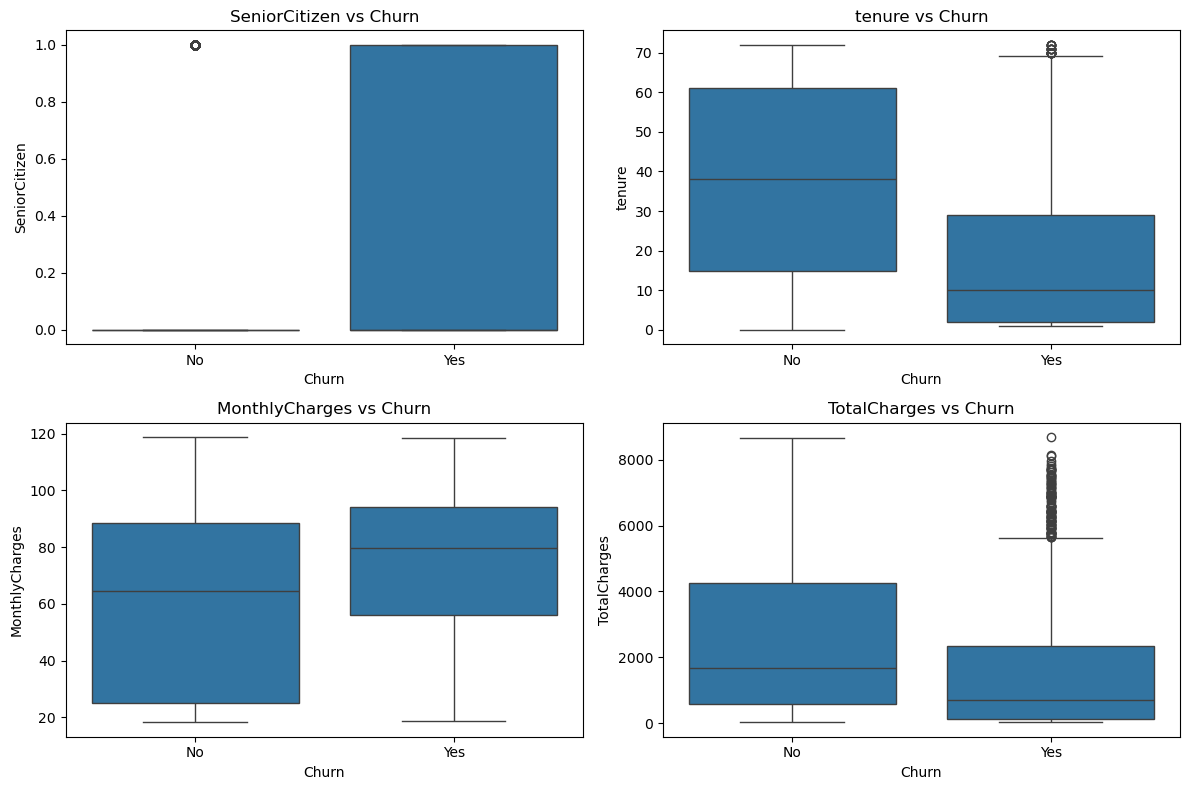 SeniorCitizen vs Churn
1.0
0.8
0.6
0.4
0.2
0.0
SeniorCitizen
No
Yes
Churn
tenure vs Churn
70
60
50
40
30
20
10
0
tenure
No
Yes
Churn
MonthlyCharges vs Churn
120
100
80
60
40
20
MonthlyCharges
No
Yes
Churn
TotalCharges vs Churn
8000
6000
4000
2000
0
TotalCharges
No
Yes
Churn